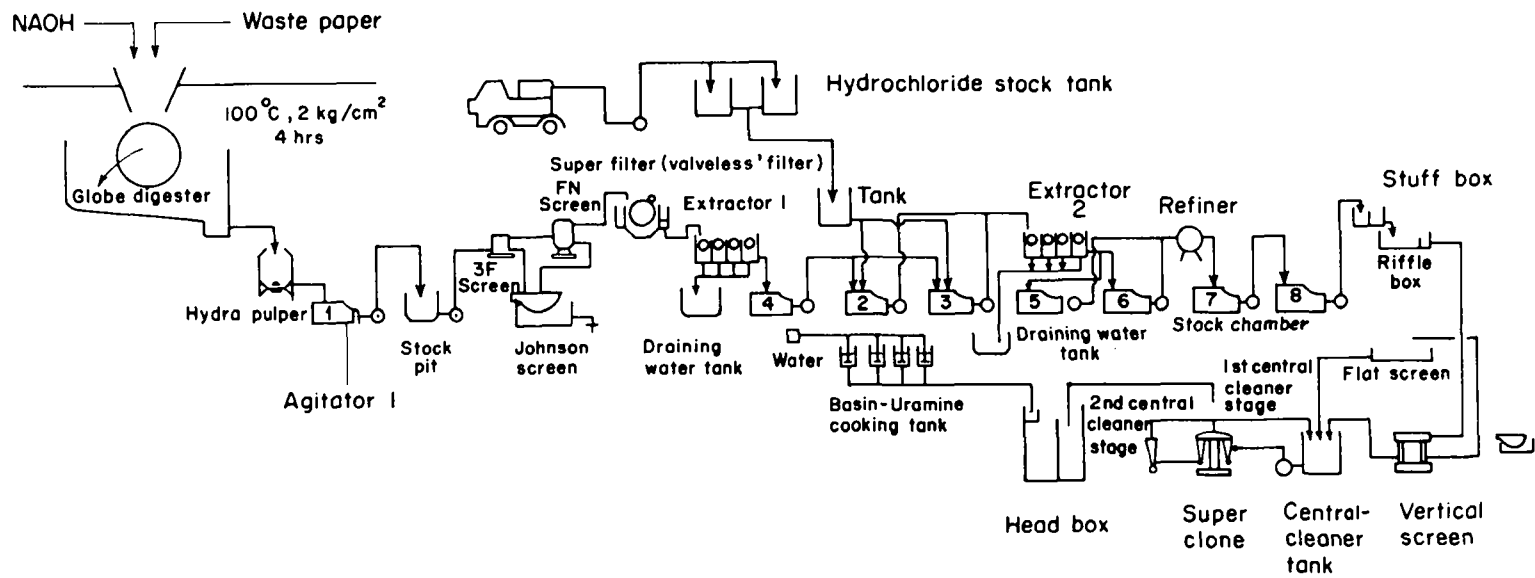 NAOH
Waste paper
100°C, 2 kg/cm²
4 hrs
Globe digester
Hydrochloride stock tank
Super filter (valveless' filter)
FN
Screen
Extractor 1
Tank
Extractor
2
Refiner
Stuff box
Riffle
box
3F
Screen
Hydra pulper
1
4
2
3
5
6
7
8
Stock
pit
Johnson
screen
Draining
water tank
Water
Draining water
tank
Stock chamber
Agitator 1
Basin-Uramine
cooking tank
2nd central
cleaner
stage
1st central
cleaner
stage
Flat screen
Head box
Super
clone
Central-
cleaner
tank
Vertical
screen